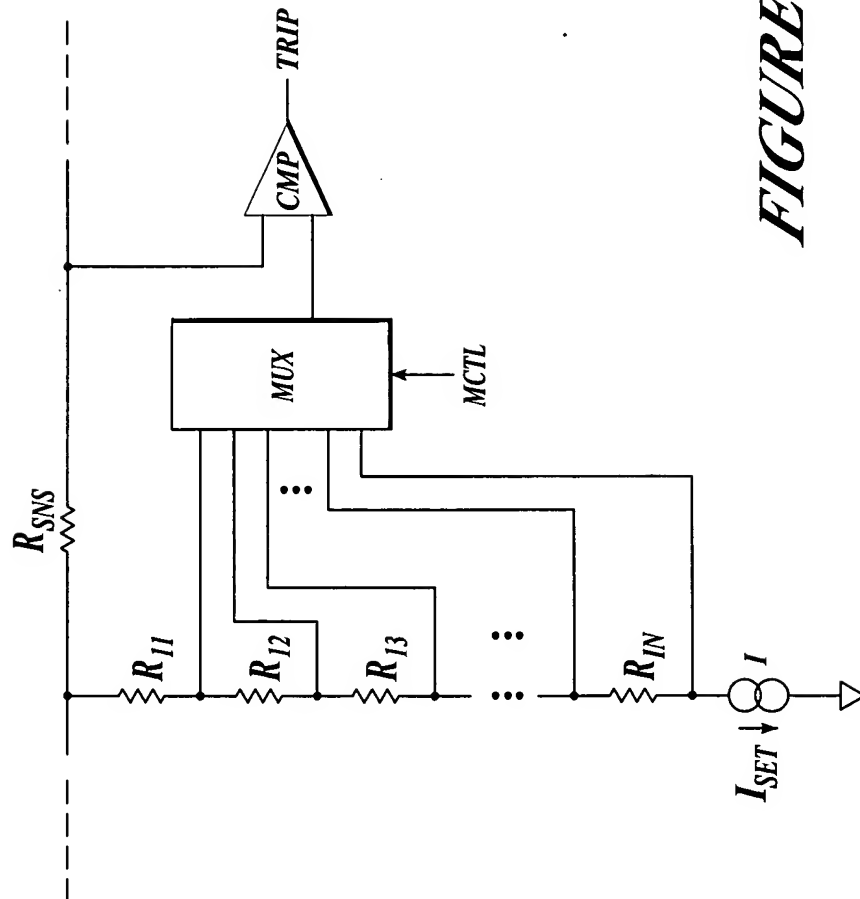 R_SNS
R_11
R_12
R_13
R_IN
I
I_SET
MUX
MCTL
CMP
TRIP
FIGURE